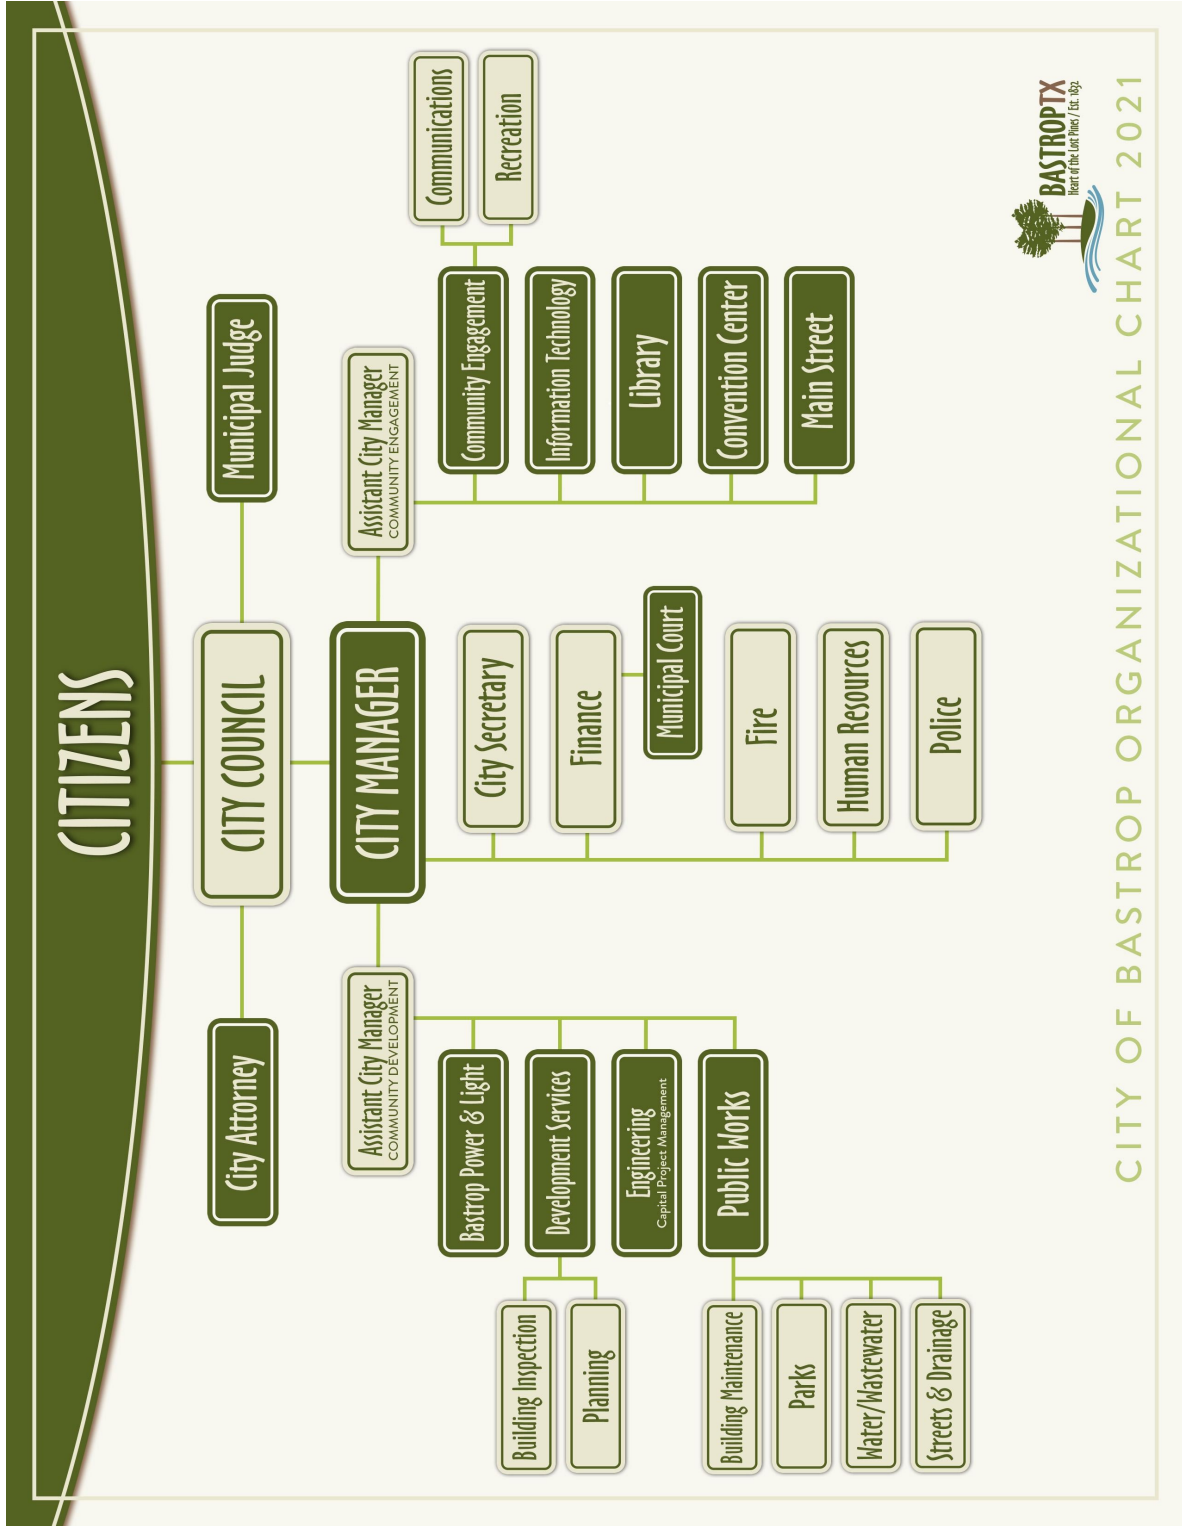 CITIZENS
City Attorney
CITY COUNCIL
Municipal Judge
Assistant City Manager
COMMUNITY DEVELOPMENT
CITY MANAGER
Assistant City Manager
COMMUNITY ENGAGEMENT
Bastrop Power & Light
Development Services
Building Inspection
Planning
Engineering
Capital Project Management
Public Works
Building Maintenance
Parks
Water/Wastewater
Streets & Drainage
City Secretary
Finance
Municipal Court
Fire
Human Resources
Police
Community Engagement
Communications
Recreation
Information Technology
Library
Convention Center
Main Street
BASTROPTX
Heart of the Lost Pines / Est. 1832
CITY OF BASTROP ORGANIZATIONAL CHART 2021